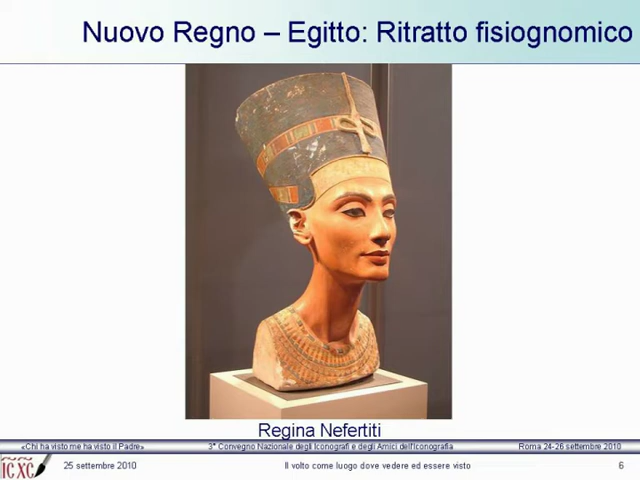 Nuovo Regno – Egitto: Ritratto fisiognomico
Regina Nefertiti
«Chi ha visto me ha visto il Padre» 3° Convegno Nazionale degli Iconografi e degli Amici dell'Iconografia Roma 24-26 settembre 2010
IC XC 25 settembre 2010 Il volto come luogo dove vedere ed essere visto 6